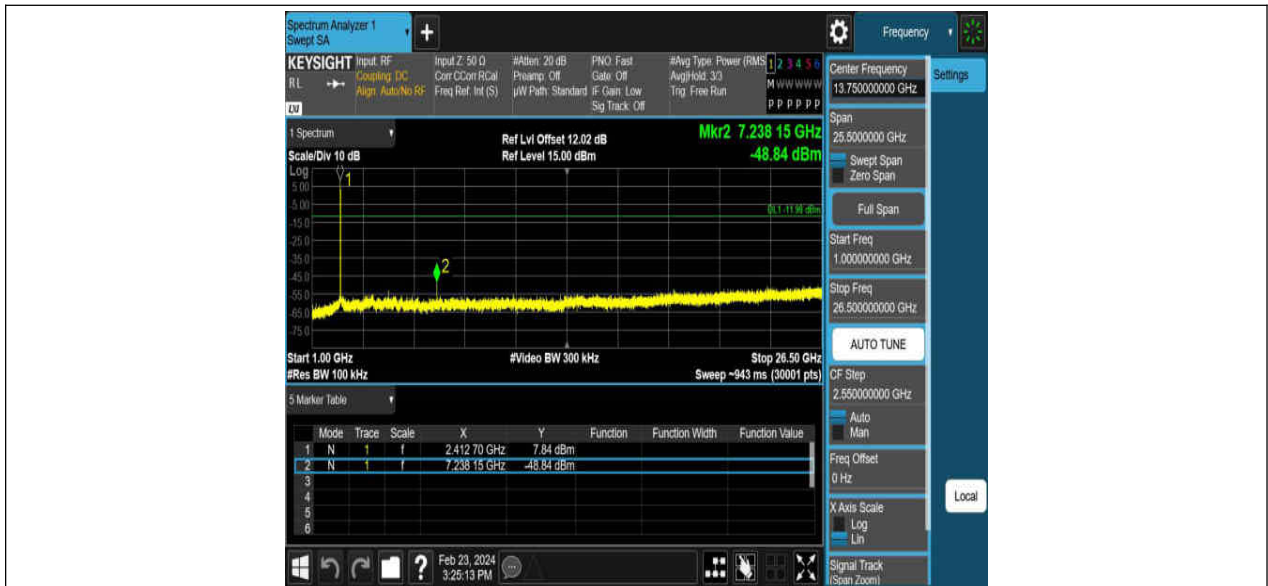 Spectrum Analyzer 1
Swept SA
+
Frequency
KEYSIGHT
RL
LXI
Input: RF
Coupling: DC
Align: Auto/No RF
Input Z: 50 Ω
Corr CCorr RCal
Freq Ref: Int (S)
#Atten: 20 dB
Preamp: Off
µW Path: Standard
PNO: Fast
Gate: Off
IF Gain: Low
Sig Track: Off
#Avg Type: Power (RMS
Avg|Hold: 3/3
Trig: Free Run
1 2 3 4 5 6
M W W W W W
P P P P P P
1 Spectrum
Scale/Div 10 dB
Ref Lvl Offset 12.02 dB
Ref Level 15.00 dBm
Mkr2 7.238 15 GHz
-48.84 dBm
Log
5.00
-5.00
-15.0
-25.0
-35.0
-45.0
-55.0
-65.0
-75.0
1
2
DL1 -11.98 dBm
Start 1.00 GHz
#Res BW 100 kHz
#Video BW 300 kHz
Stop 26.50 GHz
Sweep ~943 ms (30001 pts)
5 Marker Table
Mode Trace Scale X Y Function Function Width Function Value
1 N 1 f 2.412 70 GHz 7.84 dBm
2 N 1 f 7.238 15 GHz -48.84 dBm
3
4
5
6
?
Feb 23, 2024
3:25:13 PM
Center Frequency
13.750000000 GHz
Settings
Span
25.5000000 GHz
Swept Span
Zero Span
Full Span
Start Freq
1.000000000 GHz
Stop Freq
26.500000000 GHz
AUTO TUNE
CF Step
2.550000000 GHz
Auto
Man
Freq Offset
0 Hz
X Axis Scale
Log
Lin
Local
Signal Track
(Span Zoom)